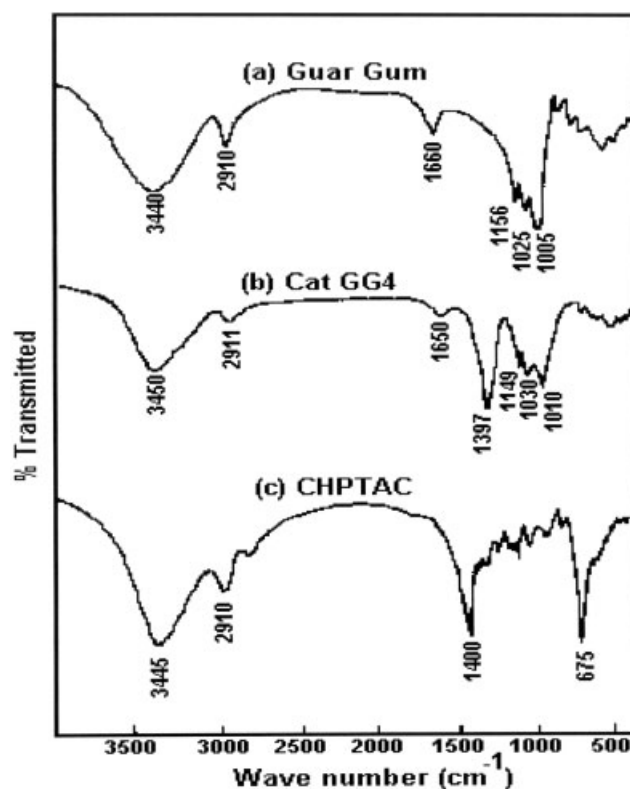 (a) Guar Gum
3440
2910
1660
1156
1025
1005
(b) Cat GG4
3450
2911
1650
1397
1149
1030
1010
(c) CHPTAC
3445
2910
1400
675
% Transmitted
3500 3000 2500 2000 1500 1000 500
Wave number (cm⁻¹)